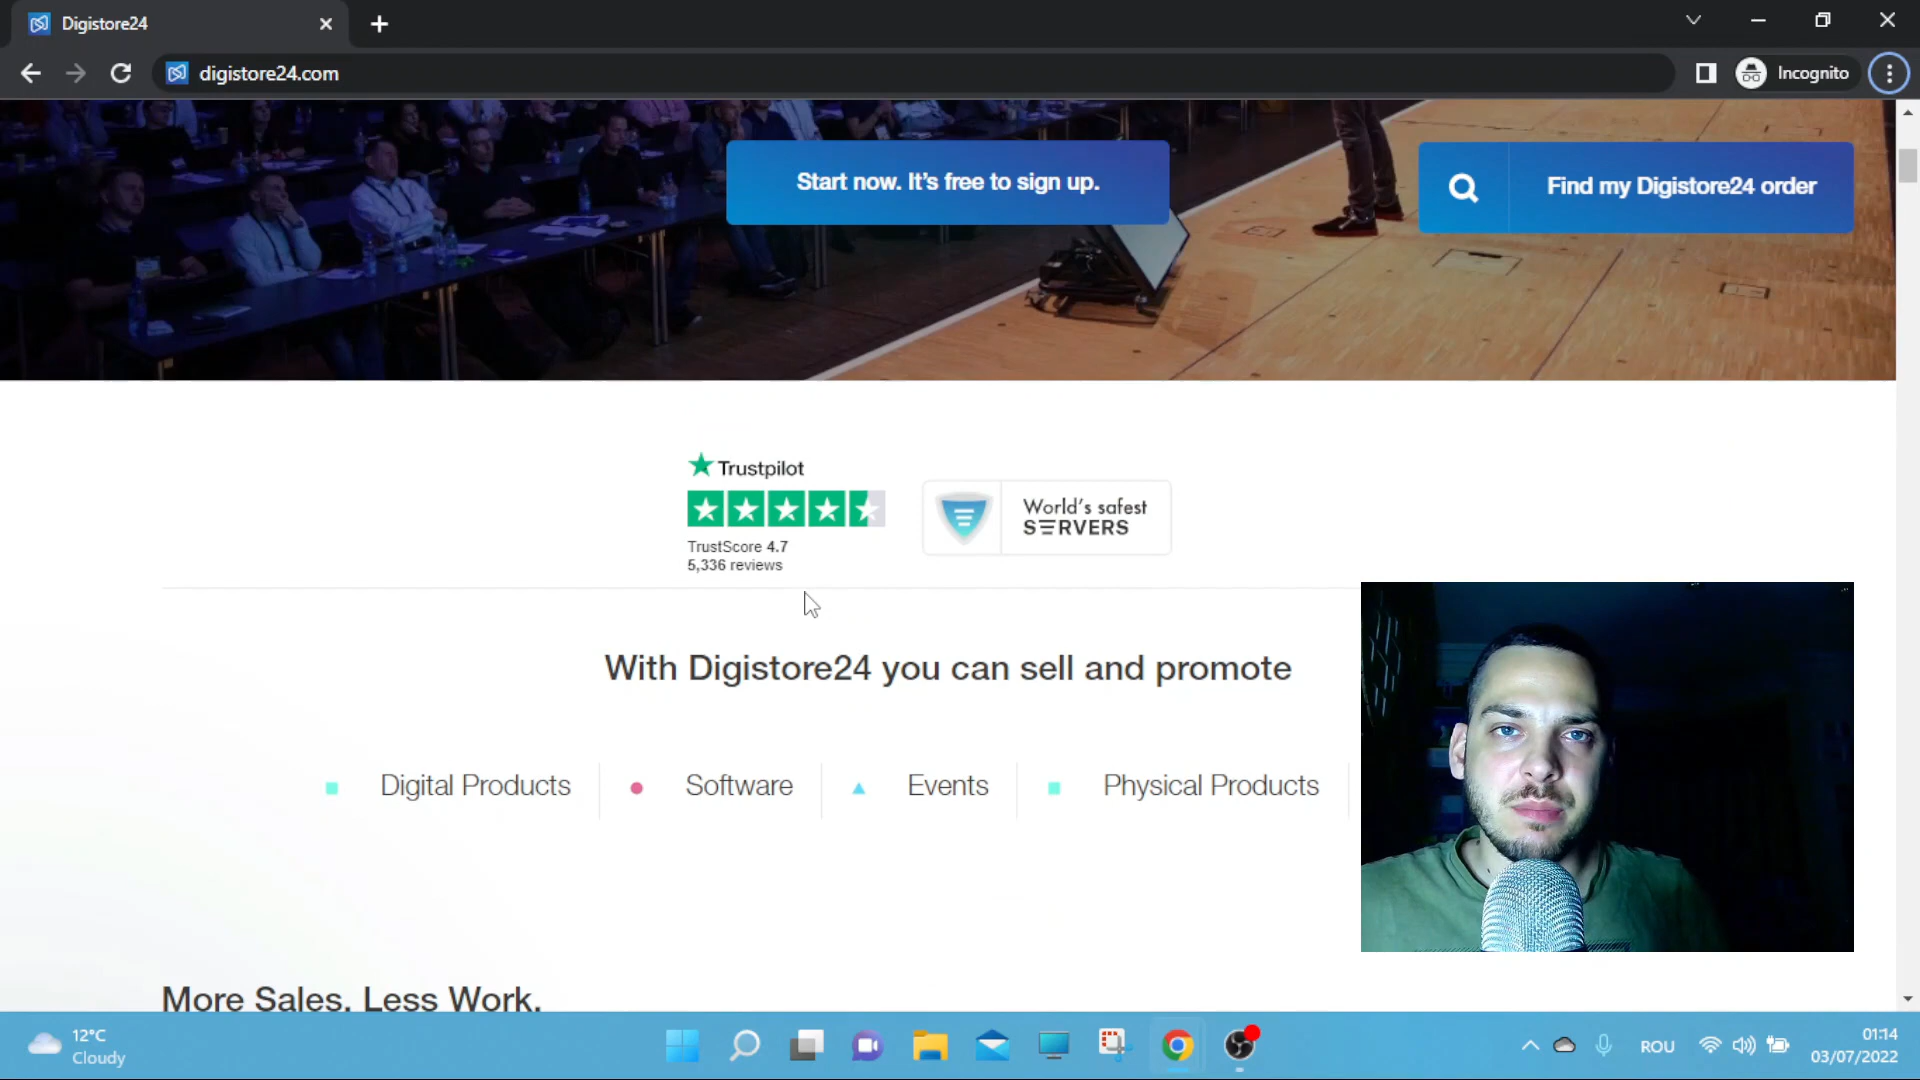 Digistore24
digistore24.com
Incognito
Start now. It's free to sign up.
Find my Digistore24 order
Trustpilot
TrustScore 4.7
5,336 reviews
World's safest
SERVERS
With Digistore24 you can sell and promote
Digital Products
Software
Events
Physical Products
More Sales. Less Work.
12°C
Cloudy
ROU
01:14
03/07/2022